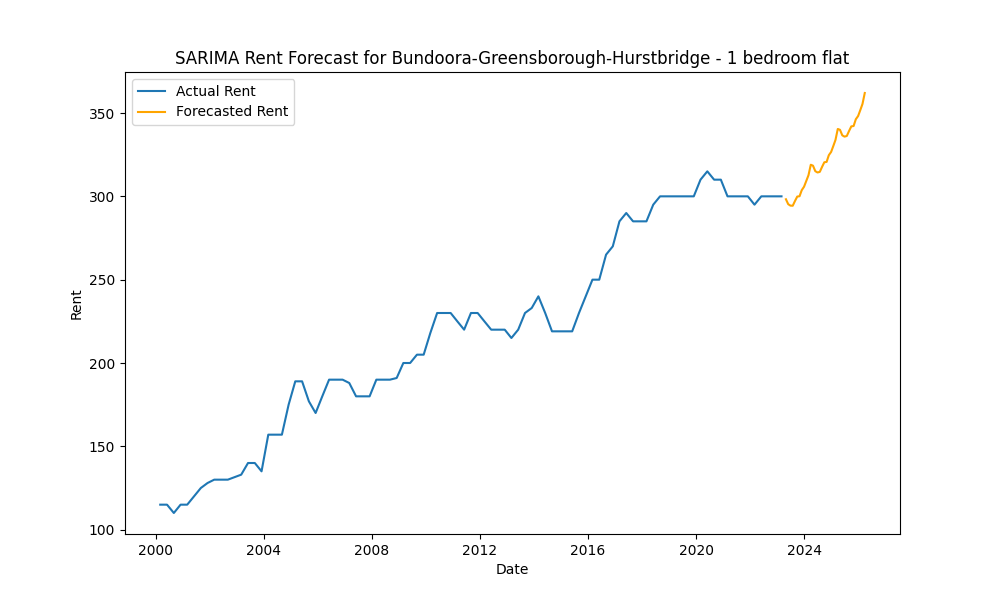 SARIMA Rent Forecast for Bundoora-Greensborough-Hurstbridge - 1 bedroom flat
Actual Rent
Forecasted Rent
350
300
250
200
150
100
Rent
2000 2004 2008 2012 2016 2020 2024
Date